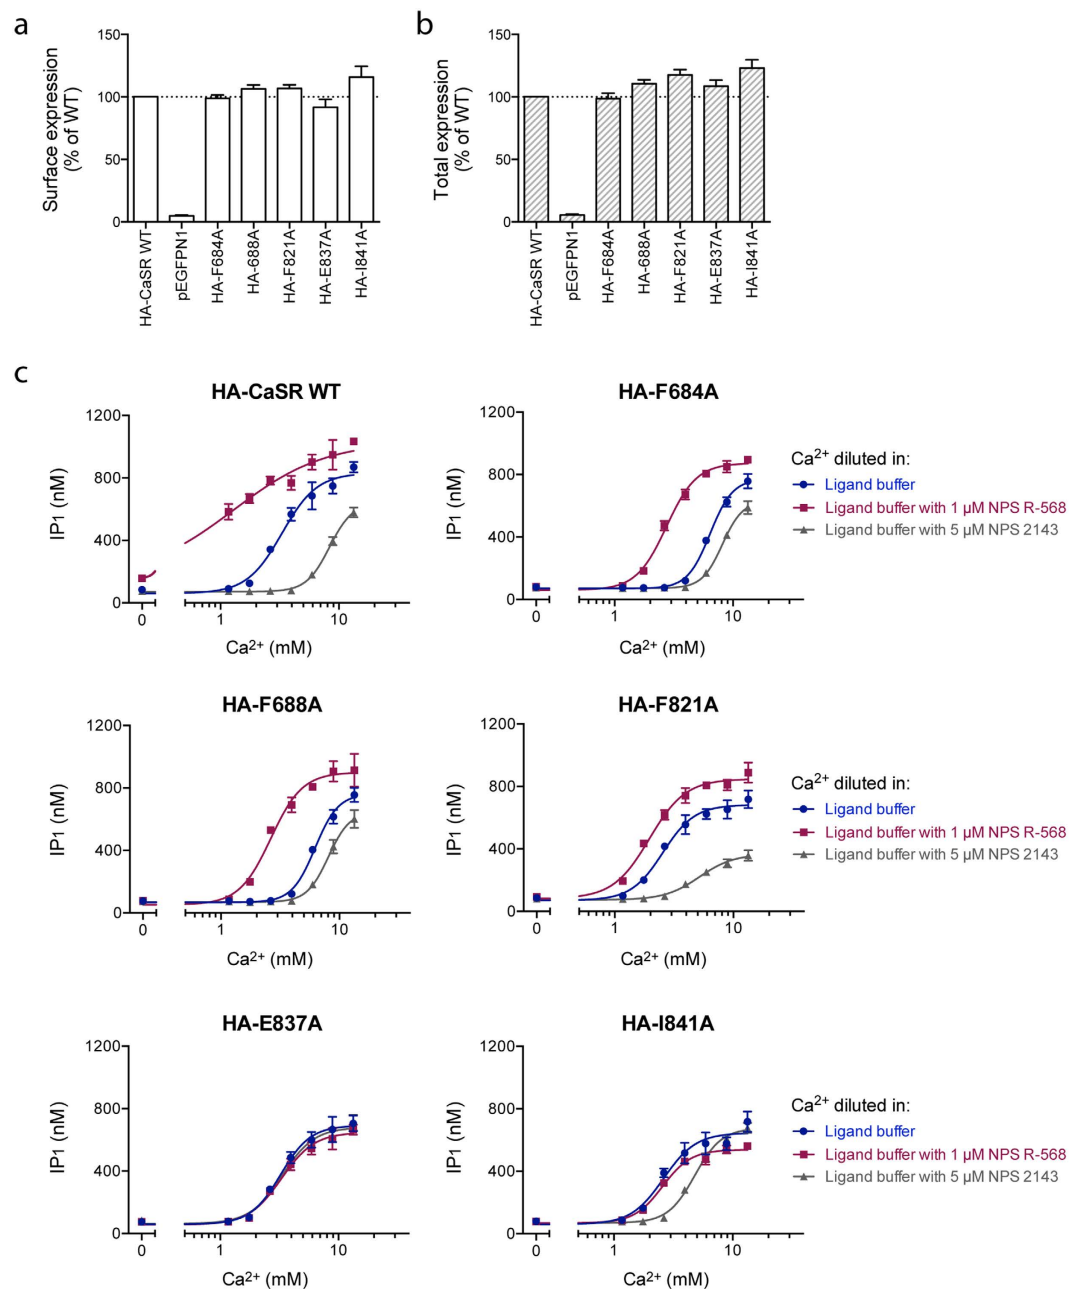 a
Surface expression
(% of WT)
150
100
50
0
HA-CaSR WT
pEGFPN1
HA-F684A
HA-688A
HA-F821A
HA-E837A
HA-I841A
b
Total expression
(% of WT)
150
100
50
0
HA-CaSR WT
pEGFPN1
HA-F684A
HA-688A
HA-F821A
HA-E837A
HA-I841A
c
HA-CaSR WT
IP1 (nM)
1200
800
400
0
0
1
10
Ca2+ (mM)
HA-F684A
IP1 (nM)
1200
800
400
0
0
1
10
Ca2+ (mM)
Ca2+ diluted in:
Ligand buffer
Ligand buffer with 1 µM NPS R-568
Ligand buffer with 5 µM NPS 2143
HA-F688A
IP1 (nM)
1200
800
400
0
0
1
10
Ca2+ (mM)
HA-F821A
IP1 (nM)
1200
800
400
0
0
1
10
Ca2+ (mM)
Ca2+ diluted in:
Ligand buffer
Ligand buffer with 1 µM NPS R-568
Ligand buffer with 5 µM NPS 2143
HA-E837A
IP1 (nM)
1200
800
400
0
0
1
10
Ca2+ (mM)
HA-I841A
IP1 (nM)
1200
800
400
0
0
1
10
Ca2+ (mM)
Ca2+ diluted in:
Ligand buffer
Ligand buffer with 1 µM NPS R-568
Ligand buffer with 5 µM NPS 2143